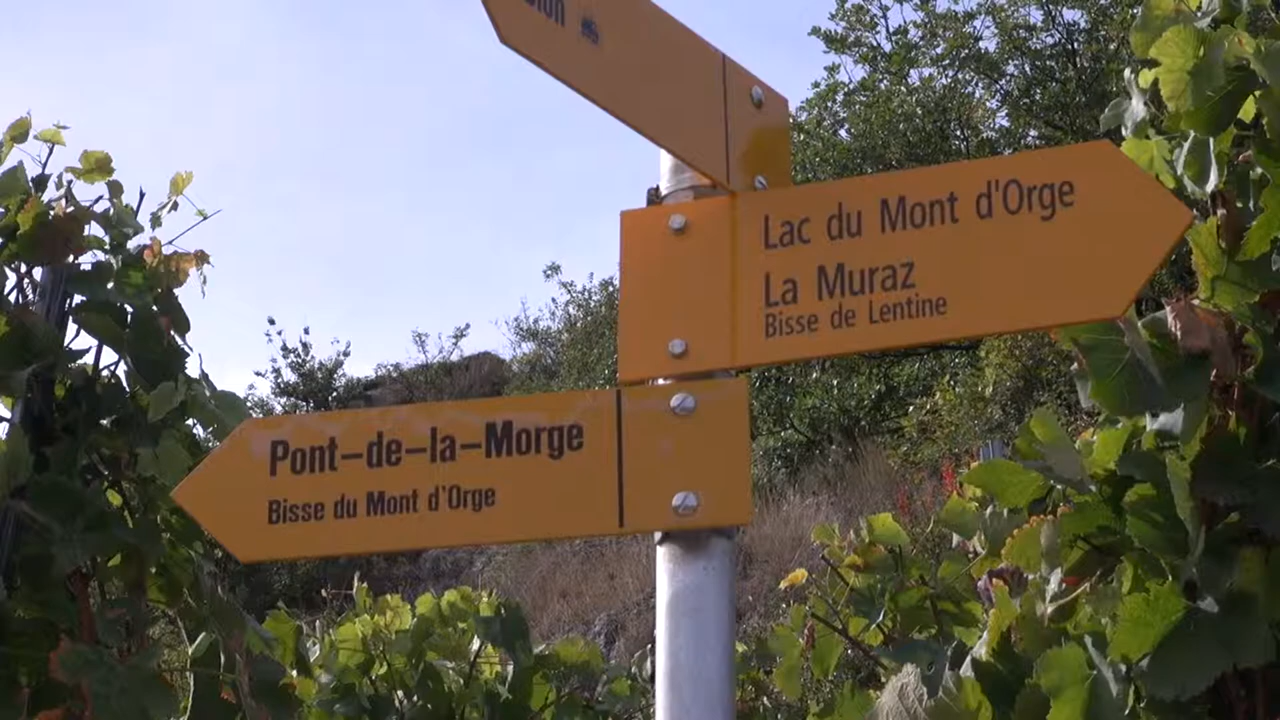 Lac du Mont d'Orge
La Muraz
Bisse de Lentine
Pont-de-la-Morge
Bisse du Mont d'Orge